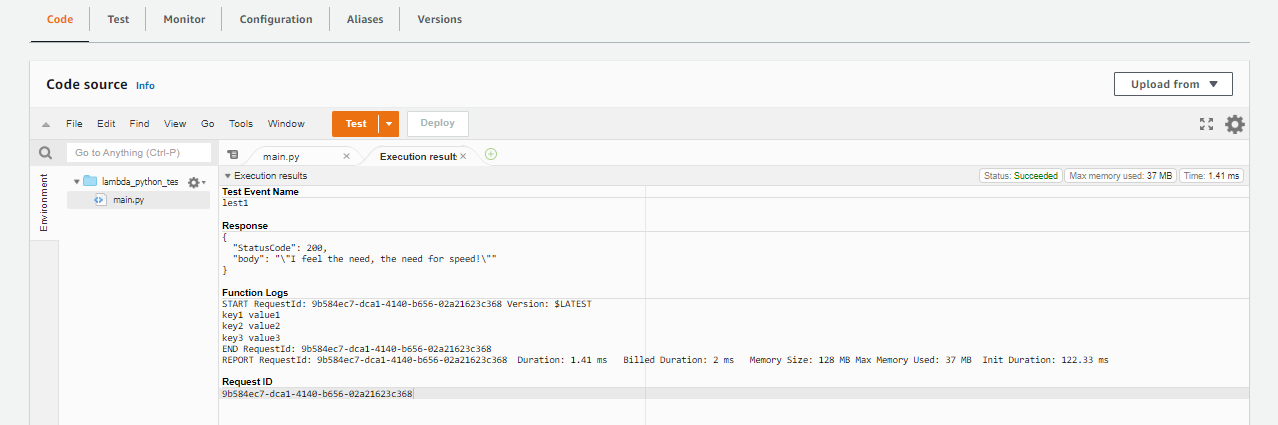 Code Test Monitor Configuration Aliases Versions
Code source Info Upload from
File Edit Find View Go Tools Window Test Deploy
Go to Anything (Ctrl-P) main.py Execution results
Environment
lambda_python_tes
main.py
Execution results Status: Succeeded Max memory used: 37 MB Time: 1.41 ms
Test Event Name
lest1
Response
{
"StatusCode": 200,
"body": "\"I feel the need, the need for speed!\""
}
Function Logs
START RequestId: 9b584ec7-dca1-4140-b656-02a21623c368 Version: $LATEST
key1 value1
key2 value2
key3 value3
END RequestId: 9b584ec7-dca1-4140-b656-02a21623c368
REPORT RequestId: 9b584ec7-dca1-4140-b656-02a21623c368 Duration: 1.41 ms Billed Duration: 2 ms Memory Size: 128 MB Max Memory Used: 37 MB Init Duration: 122.33 ms
Request ID
9b584ec7-dca1-4140-b656-02a21623c368